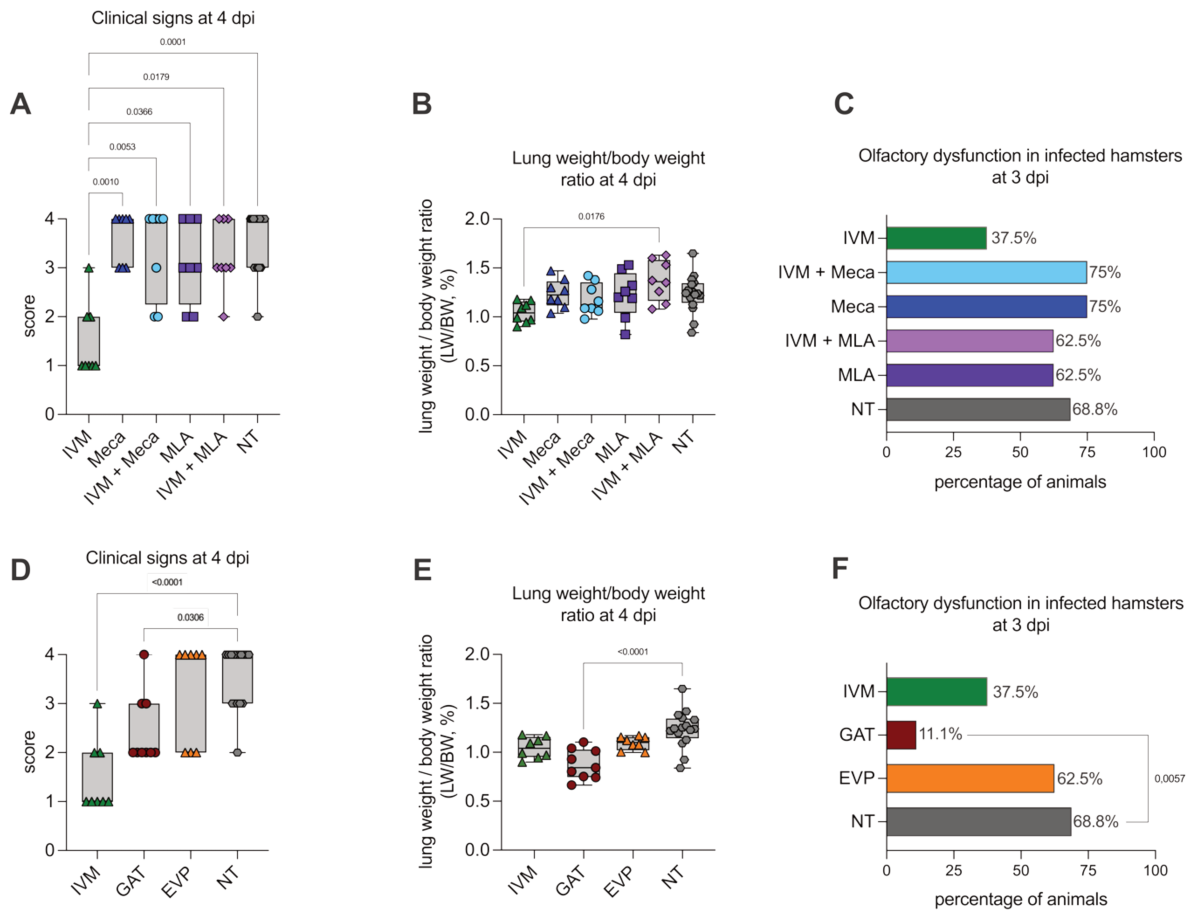 A
Clinical signs at 4 dpi
0.0001
0.0179
0.0366
0.0053
0.0010
score
4
3
2
1
0
IVM
Meca
IVM + Meca
MLA
IVM + MLA
NT
B
Lung weight/body weight
ratio at 4 dpi
0.0176
lung weight / body weight ratio
(LW/BW, %)
2.0
1.5
1.0
0.5
0.0
IVM
Meca
IVM + Meca
MLA
IVM + MLA
NT
C
Olfactory dysfunction in infected hamsters
at 3 dpi
IVM 37.5%
IVM + Meca 75%
Meca 75%
IVM + MLA 62.5%
MLA 62.5%
NT 68.8%
0 25 50 75 100
percentage of animals
D
Clinical signs at 4 dpi
<0.0001
0.0306
score
4
3
2
1
0
IVM
GAT
EVP
NT
E
Lung weight/body weight
ratio at 4 dpi
<0.0001
lung weight / body weight ratio
(LW/BW, %)
2.0
1.5
1.0
0.5
0.0
IVM
GAT
EVP
NT
F
Olfactory dysfunction in infected hamsters
at 3 dpi
IVM 37.5%
GAT 11.1%
EVP 62.5%
NT 68.8%
0,0057
0 25 50 75 100
percentage of animals